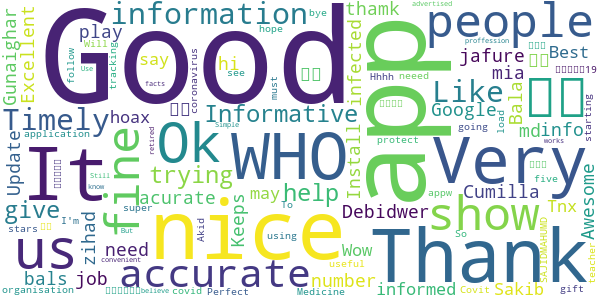 Good
app
nice
Thank
Very
WHO
It
us
Ok
show
people
fine
accurate
information
Like
Timely
Informative
help
trying
give
Gunaighar
Excellent
play
Will
tracking
bye
say
hoax
hi
coronavirus
hope
see
follow
Use
Update
application
retired
Simple
facts
must
thamk
Install
infected
Hhhh
neeed
Google
protect
advertised
proffession
jafure
mia
Best
Bala
md
info
going
load
starting
works
Cumilla
appw
five
Awesome
Debidwer
Tnx
So
SAJIDMAHUMD
teacher
gift
Covit
Sakib
useful
informed
number
Medicine
Wow
may
using
To
Keeps
acurate
Akid
super
I'm
zihad
need
job
But
Still
know
stars
bals
organisation
believe
covid
Perfect
convenient
19